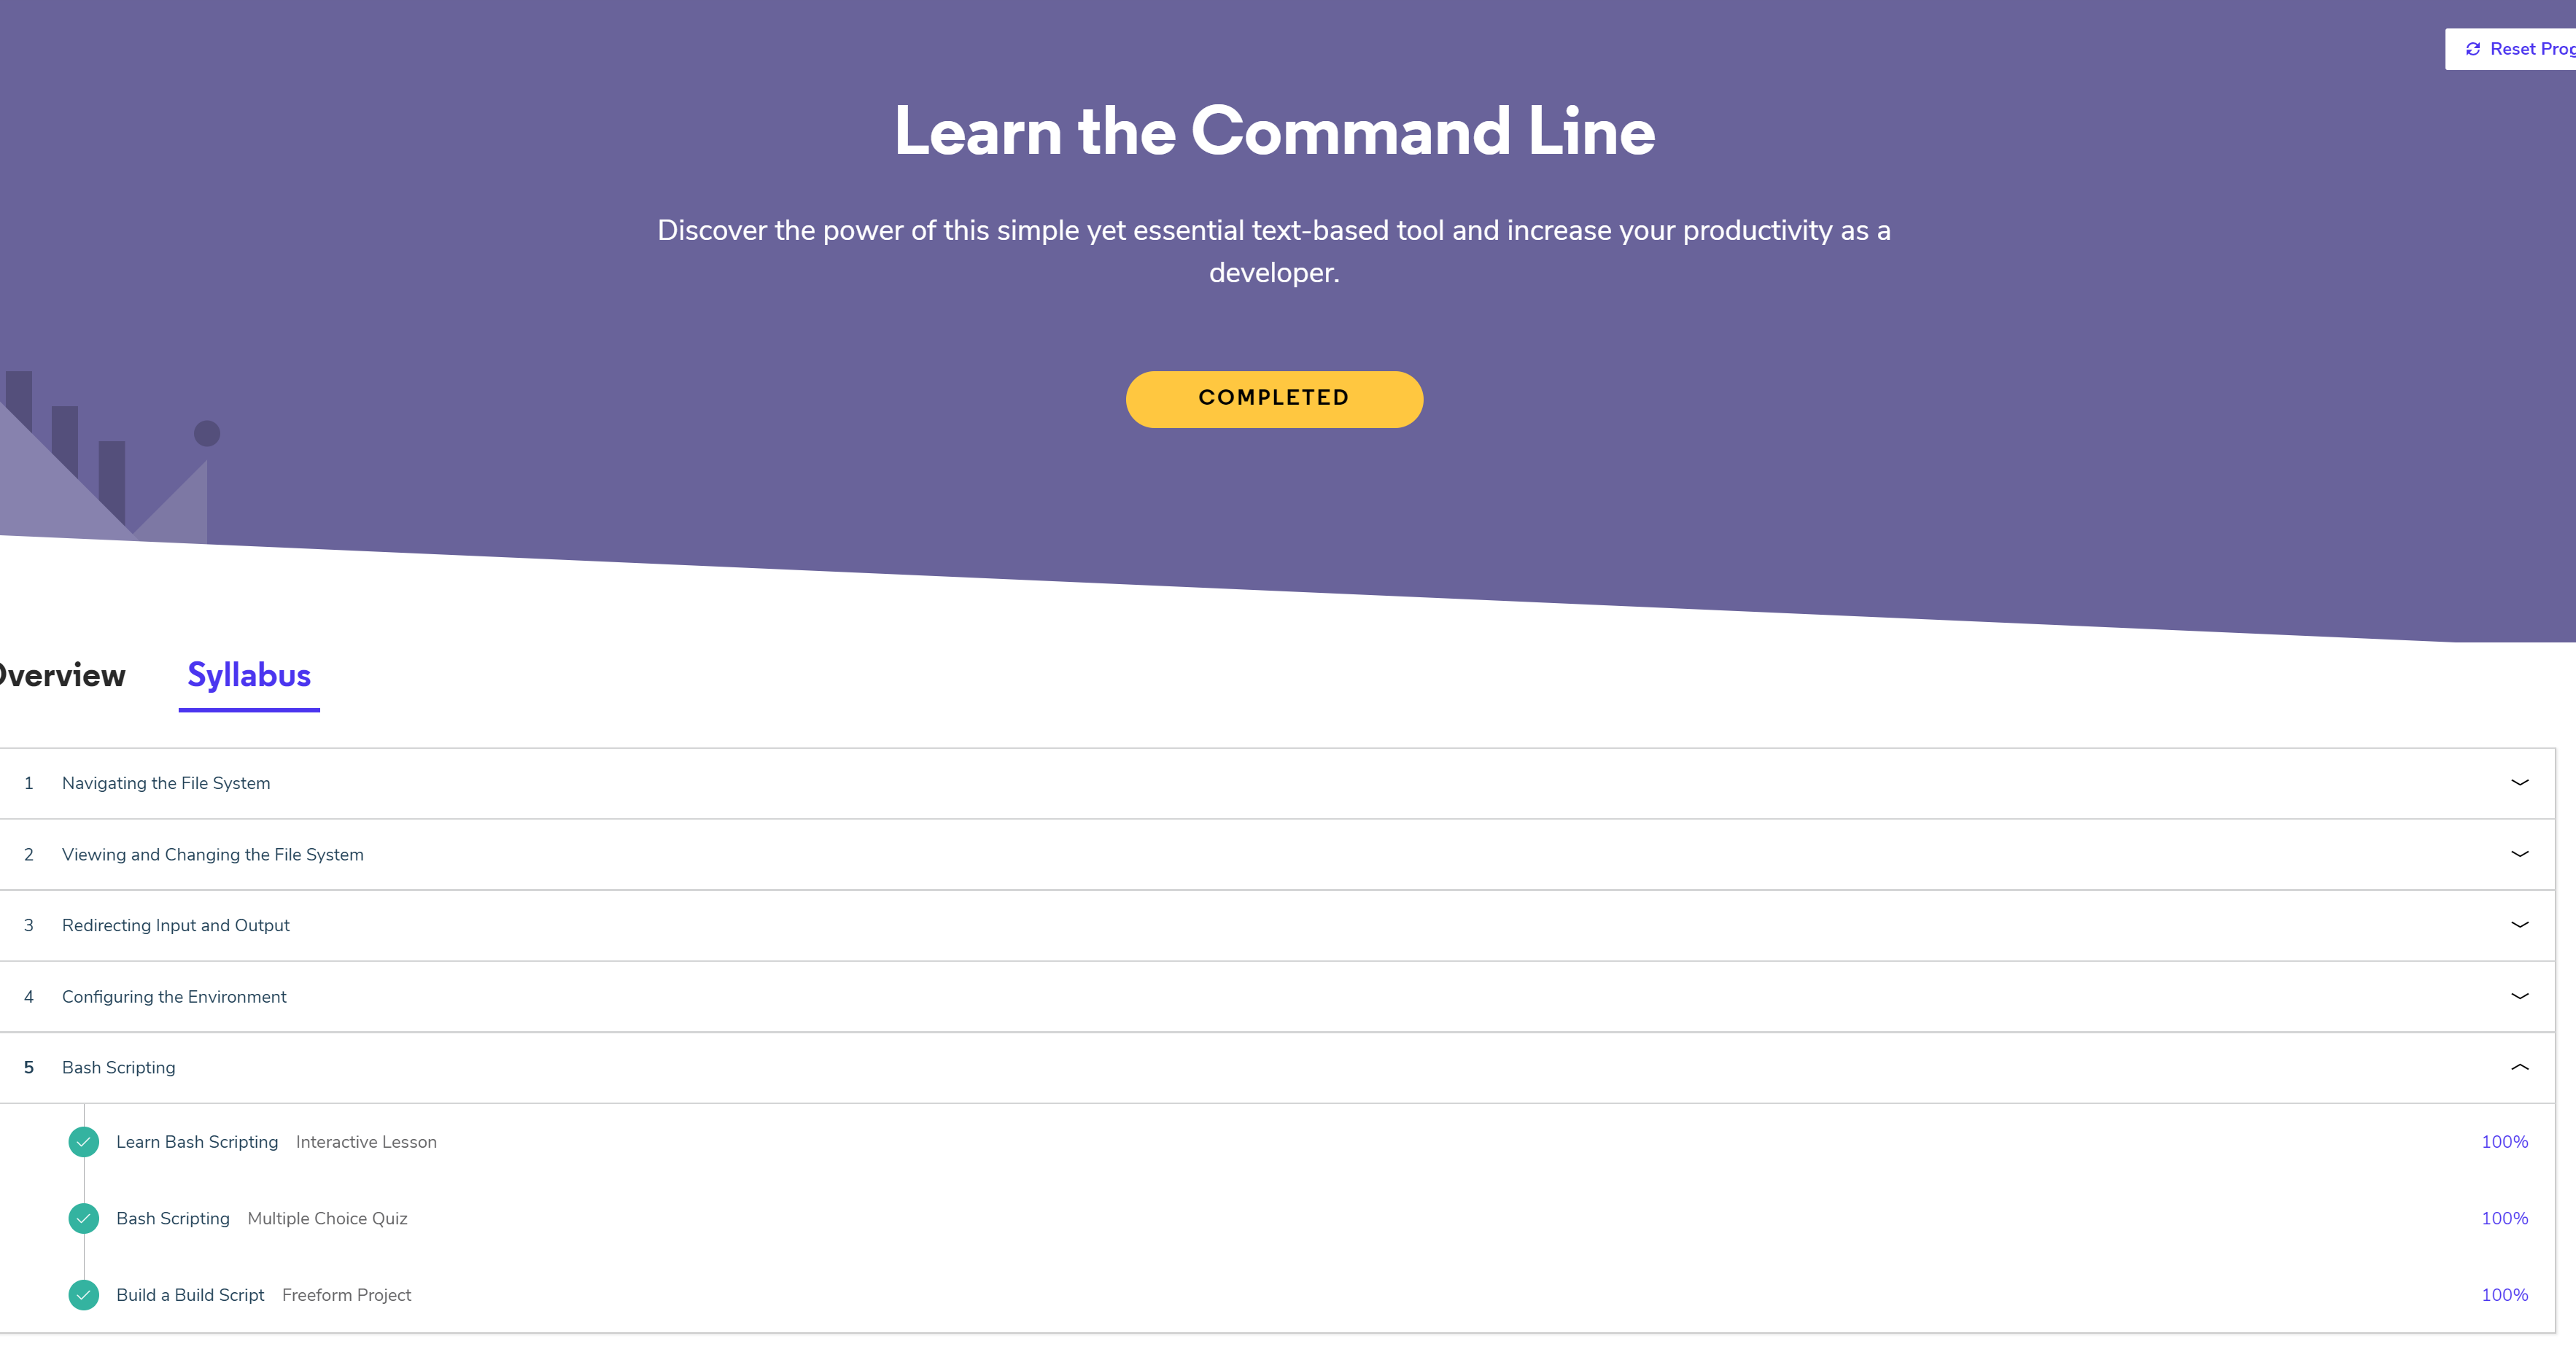 Reset Prog
Learn the Command Line
Discover the power of this simple yet essential text-based tool and increase your productivity as a
developer.
COMPLETED
Overview Syllabus
1 Navigating the File System
2 Viewing and Changing the File System
3 Redirecting Input and Output
4 Configuring the Environment
5 Bash Scripting
Learn Bash Scripting Interactive Lesson 100%
Bash Scripting Multiple Choice Quiz 100%
Build a Build Script Freeform Project 100%